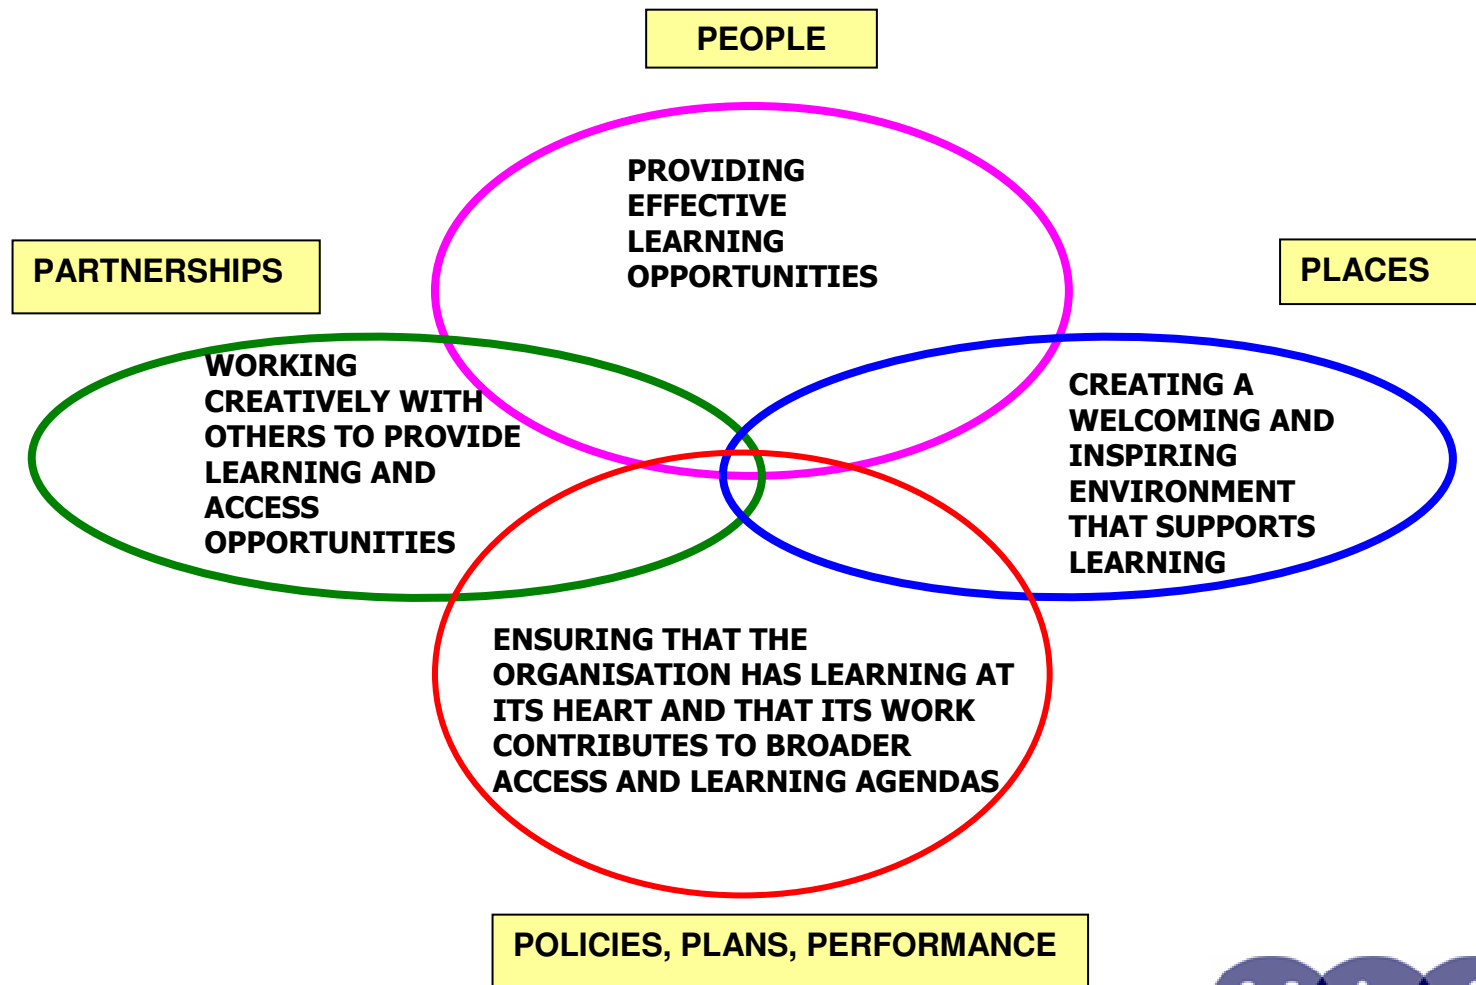 PEOPLE
PROVIDING
EFFECTIVE
LEARNING
OPPORTUNITIES
PARTNERSHIPS
PLACES
WORKING
CREATIVELY WITH
OTHERS TO PROVIDE
LEARNING AND
ACCESS
OPPORTUNITIES
CREATING A
WELCOMING AND
INSPIRING
ENVIRONMENT
THAT SUPPORTS
LEARNING
ENSURING THAT THE
ORGANISATION HAS LEARNING AT
ITS HEART AND THAT ITS WORK
CONTRIBUTES TO BROADER
ACCESS AND LEARNING AGENDAS
POLICIES, PLANS, PERFORMANCE